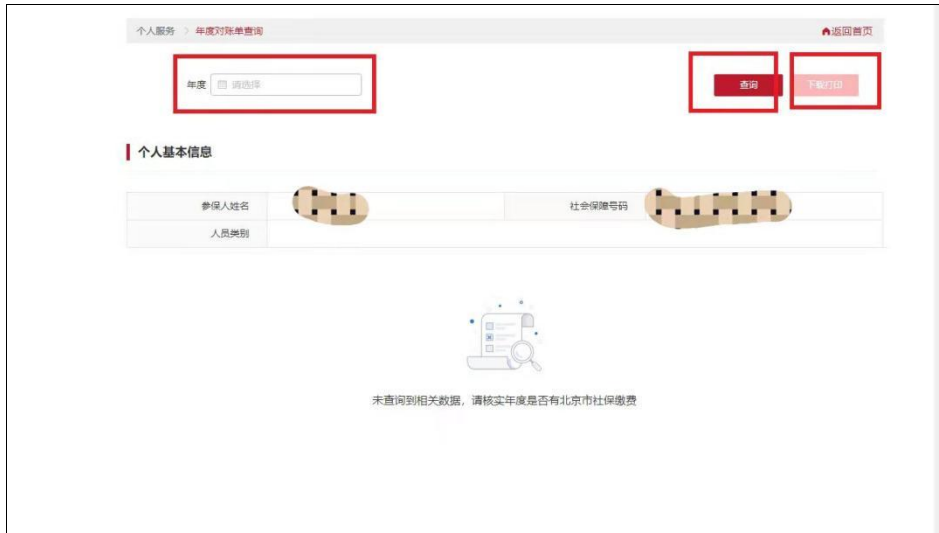 个人服务 > 年度对账单查询 返回首页
年度 请选择 查询 下载打印
个人基本信息
参保人姓名 社会保障号码
人员类别
未查询到相关数据，请核实年度是否有北京市社保缴费